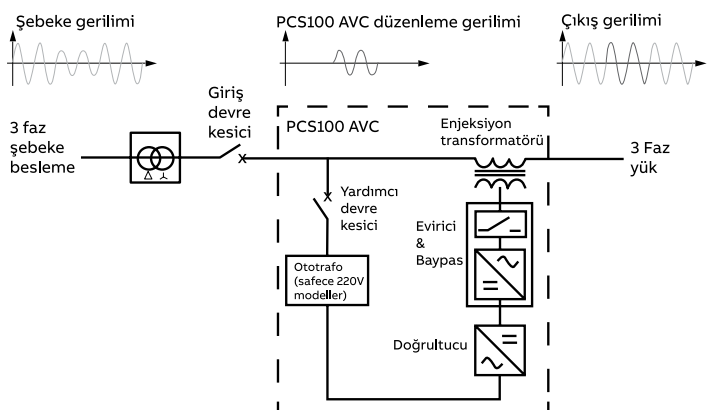 Şebeke gerilimi
PCS100 AVC düzenleme gerilimi
Çıkış gerilimi
3 faz
şebeke
besleme
Giriş
devre
kesici
PCS100 AVC
Enjeksiyon
transformatörü
3 Faz
yük
Yardımcı
devre
kesici
Evirici
&
Baypas
Ototrafo
(safece 220V
modeller)
Doğrultucu